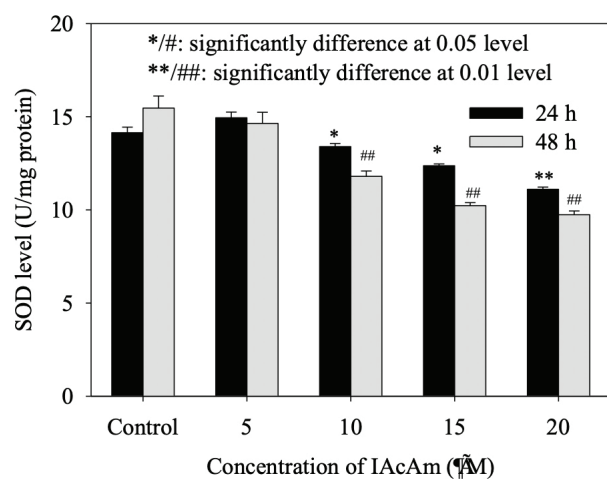 20
*/#: significantly difference at 0.05 level
**/##: significantly difference at 0.01 level
15
24 h
48 h
*
##
*
##
**
##
10
5
0
SOD level (U/mg protein)
Control 5 10 15 20
Concentration of IAcAm (¶ÃM)